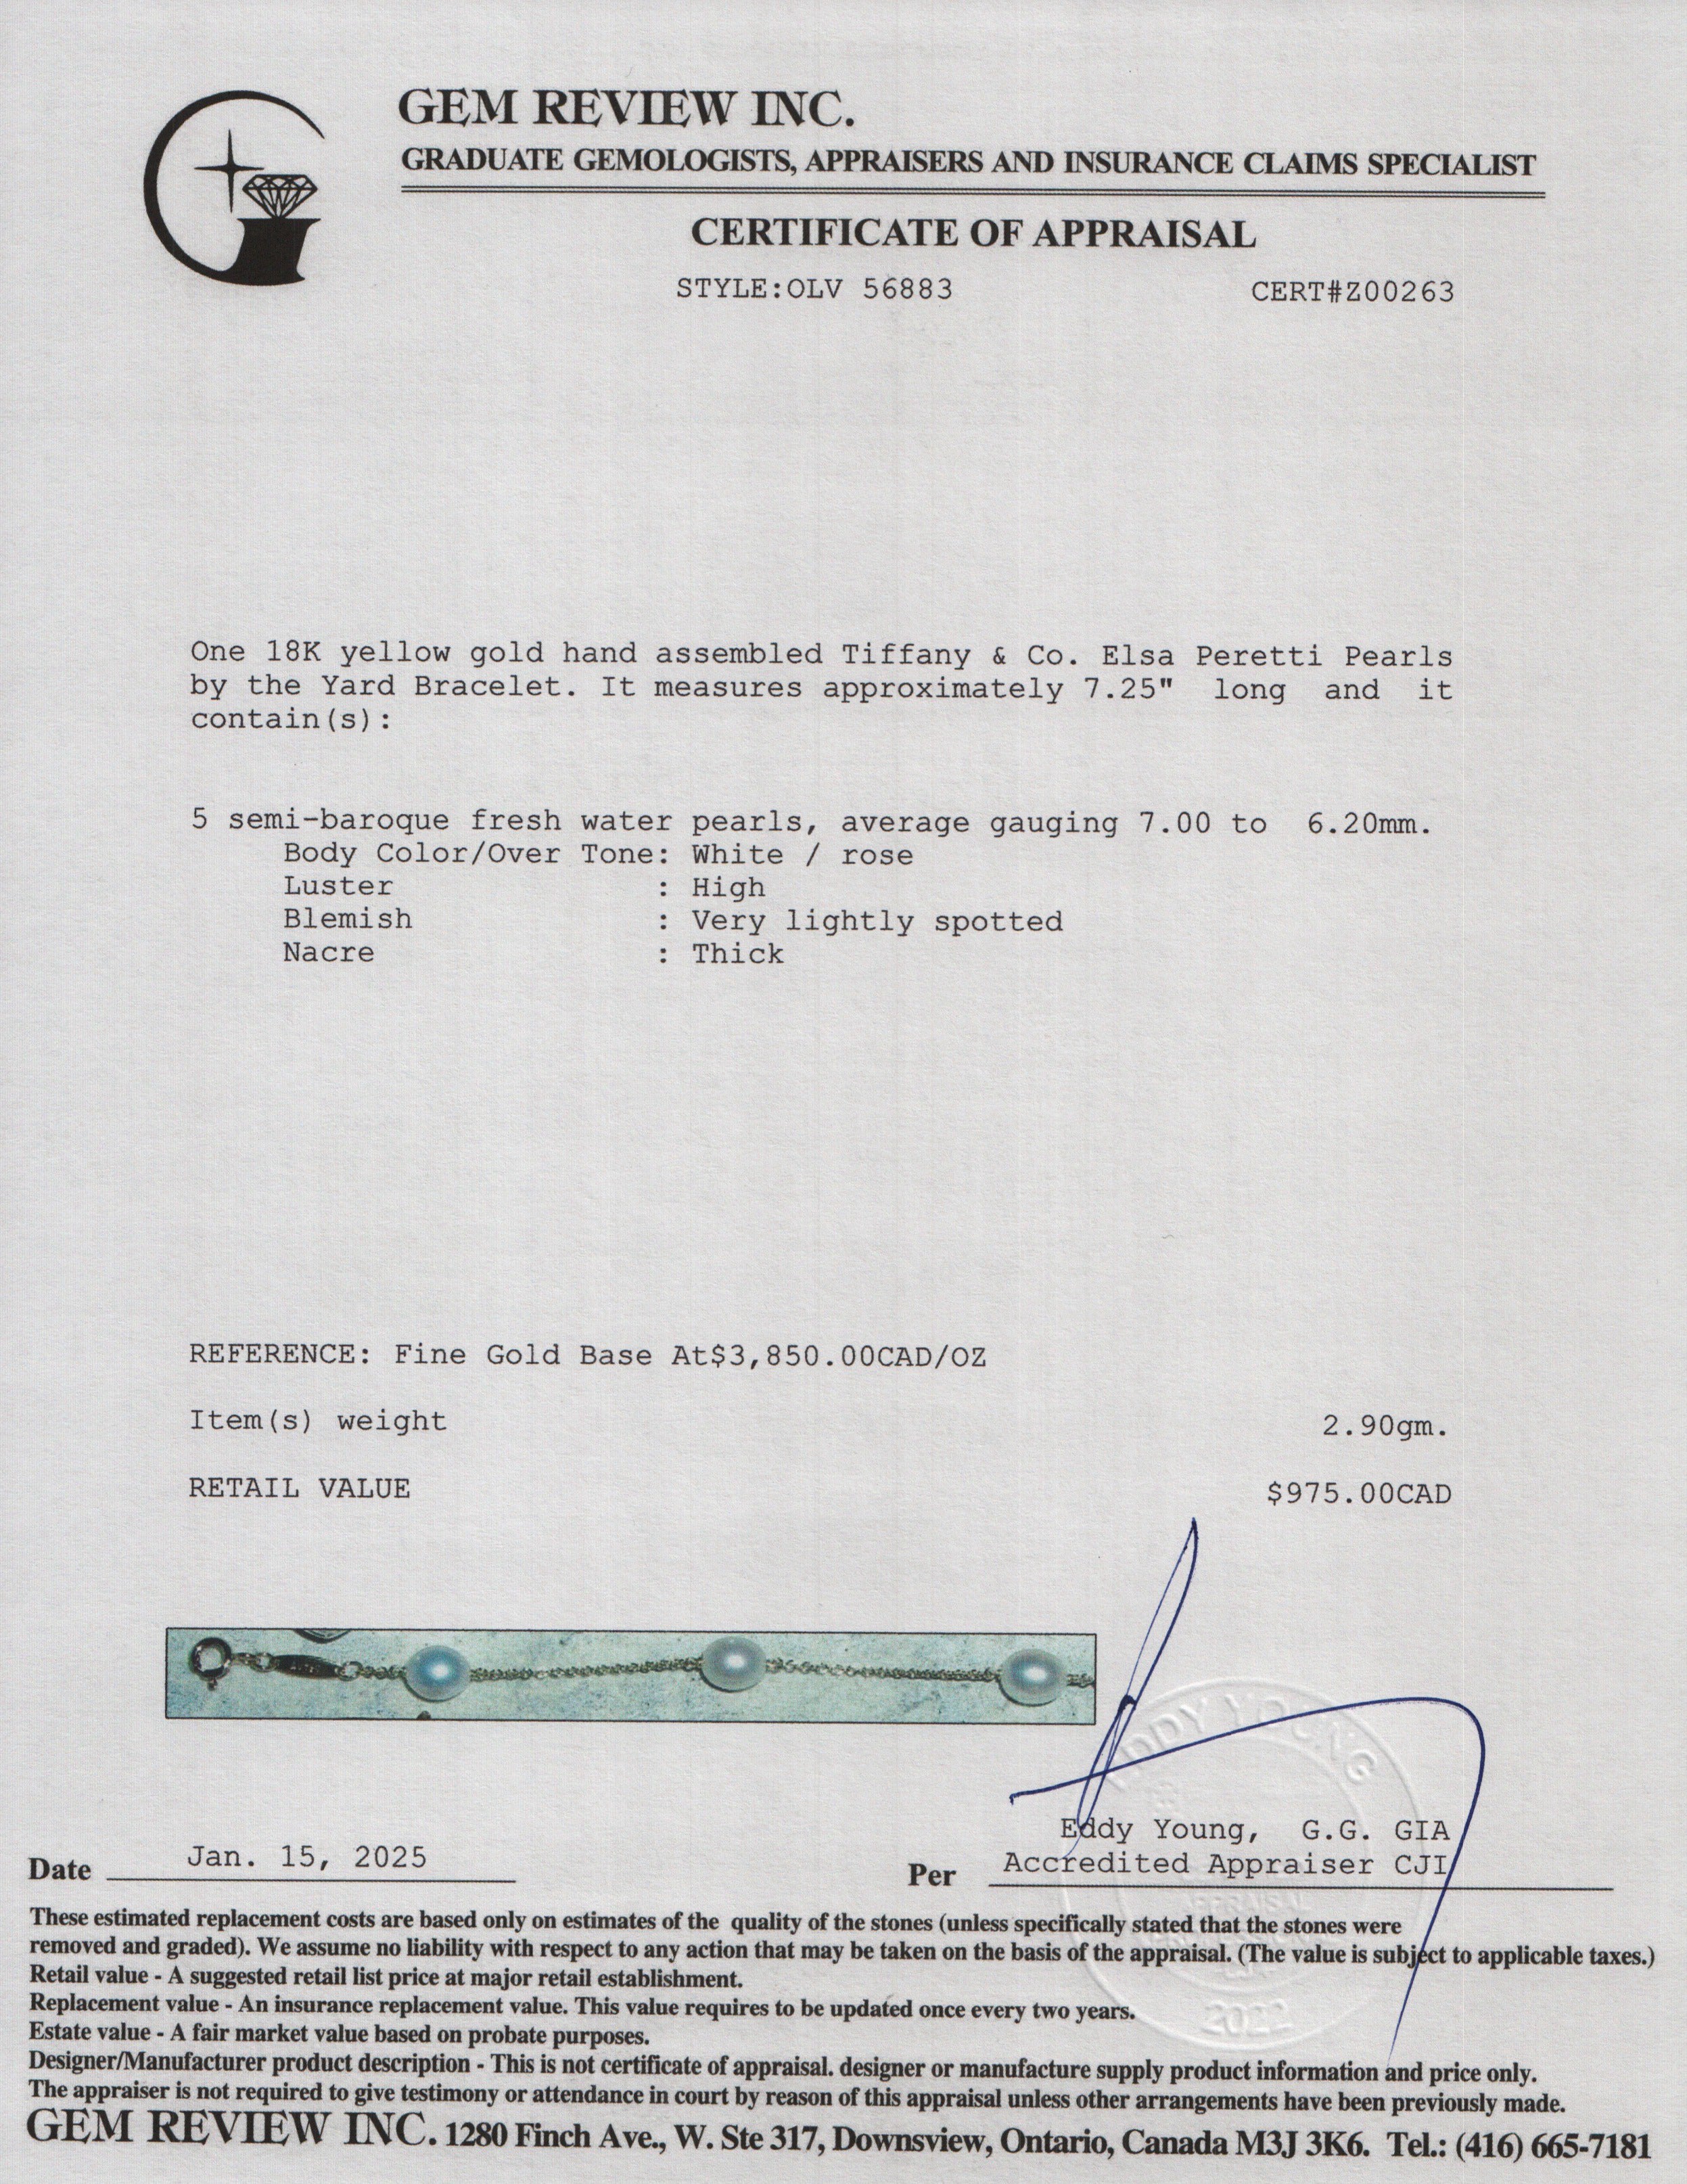 GEM REVIEW INC.
GRADUATE GEMOLOGISTS, APPRAISERS AND INSURANCE CLAIMS SPECIALIST
CERTIFICATE OF APPRAISAL
STYLE:OLV 56883 CERT#Z00263
One 18K yellow gold hand assembled Tiffany & Co. Elsa Peretti Pearls
by the Yard Bracelet. It measures approximately 7.25" long and it
contain(s):
5 semi-baroque fresh water pearls, average gauging 7.00 to 6.20mm.
Body Color/Over Tone: White / rose
Luster : High
Blemish : Very lightly spotted
Nacre : Thick
REFERENCE: Fine Gold Base At$3,850.00CAD/OZ
Item(s) weight 2.90gm.
RETAIL VALUE $975.00CAD
EDDY YOUNG
Eddy Young, G.G. GIA
Date Jan. 15, 2025 Per Accredited Appraiser CJI
APPRAISAL
These estimated replacement costs are based only on estimates of the quality of the stones (unless specifically stated that the stones were
removed and graded). We assume no liability with respect to any action that may be taken on the basis of the appraisal. (The value is subject to applicable taxes.)
Retail value - A suggested retail list price at major retail establishment.
Replacement value - An insurance replacement value. This value requires to be updated once every two years.
2022
Estate value - A fair market value based on probate purposes.
Designer/Manufacturer product description - This is not certificate of appraisal. designer or manufacture supply product information and price only.
The appraiser is not required to give testimony or attendance in court by reason of this appraisal unless other arrangements have been previously made.
GEM REVIEW INC. 1280 Finch Ave., W. Ste 317, Downsview, Ontario, Canada M3J 3K6. Tel.: (416) 665-7181